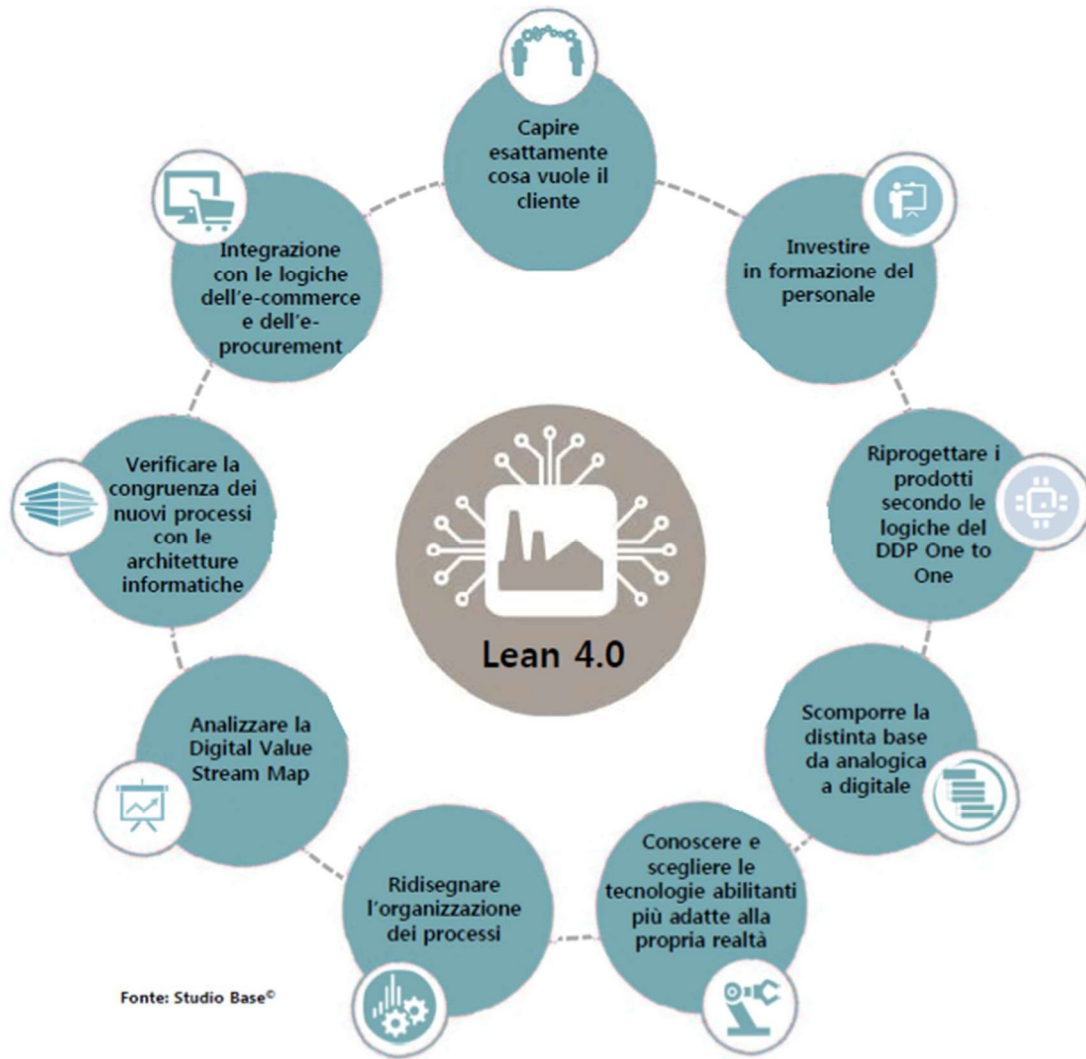 Capire
esattamente
cosa vuole il
cliente
Investire
in formazione del
personale
Riprogettare i
prodotti
secondo le
logiche del
DDP One to
One
Scomporre la
distinta base
da analogica
a digitale
Conoscere e
scegliere le
tecnologie abilitanti
più adatte alla
propria realtà
Ridisegnare
l'organizzazione
dei processi
Analizzare la
Digital Value
Stream Map
Verificare la
congruenza dei
nuovi processi
con le
architetture
informatiche
Integrazione
con le logiche
dell'e-commerce
e dell'e-
procurement
Lean 4.0
Fonte: Studio Base©